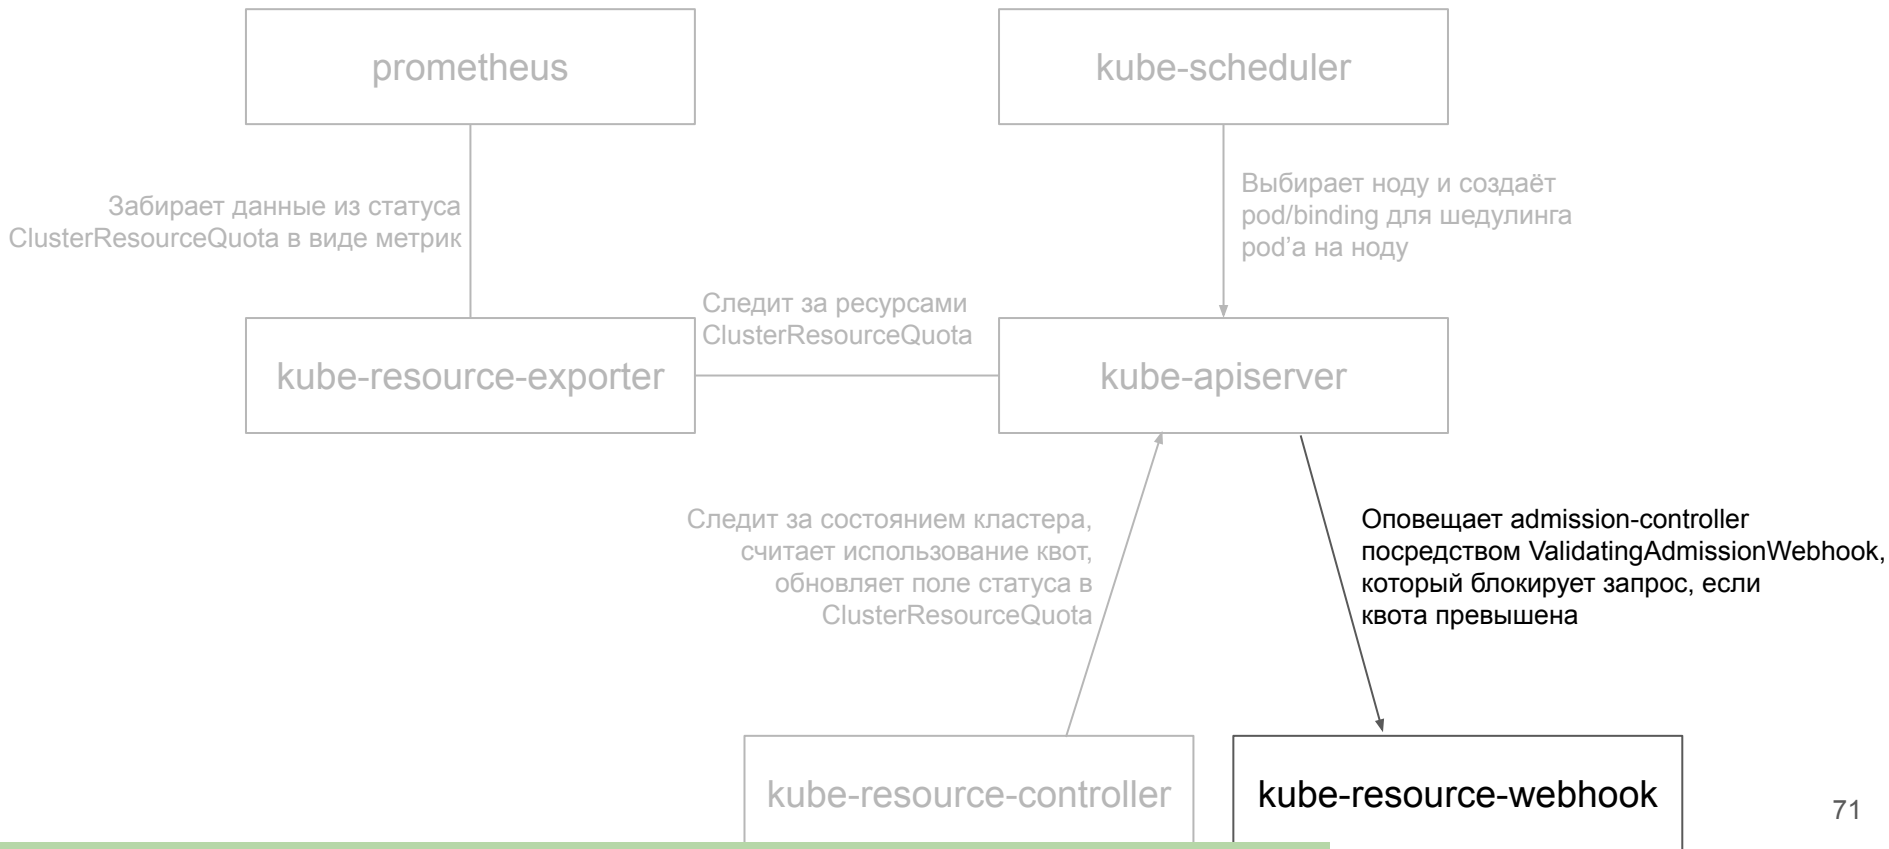 prometheus
kube-scheduler
Забирает данные из статуса
ClusterResourceQuota в виде метрик
Выбирает ноду и создаёт
pod/binding для шедулинга
pod’а на ноду
Следит за ресурсами
ClusterResourceQuota
kube-resource-exporter
kube-apiserver
Следит за состоянием кластера,
считает использование квот,
обновляет поле статуса в
ClusterResourceQuota
Оповещает admission-controller
посредством ValidatingAdmissionWebhook,
который блокирует запрос, если
квота превышена
kube-resource-controller
kube-resource-webhook
71